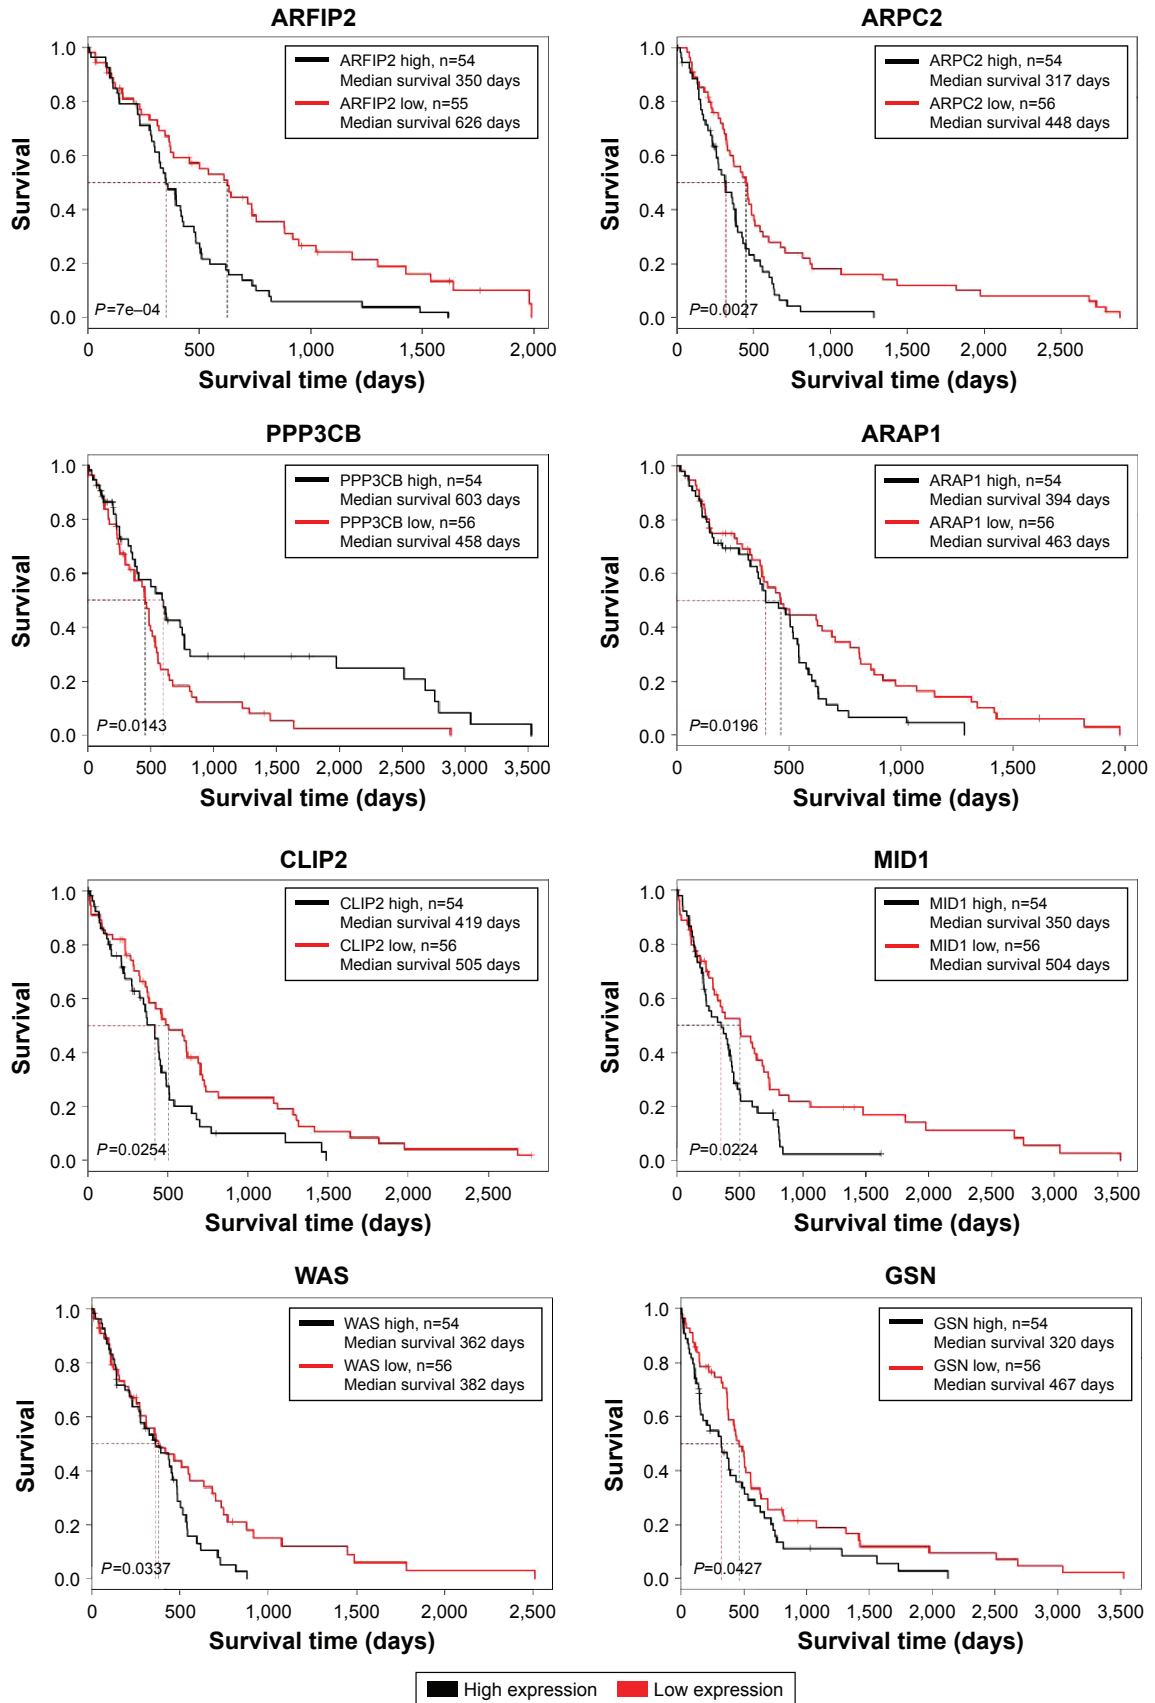 ARFIP2
Survival
1.0
0.8
0.6
0.4
0.2
0.0
ARFIP2 high, n=54
Median survival 350 days
ARFIP2 low, n=55
Median survival 626 days
P=7e–04
0 500 1,000 1,500 2,000
Survival time (days)
ARPC2
Survival
1.0
0.8
0.6
0.4
0.2
0.0
ARPC2 high, n=54
Median survival 317 days
ARPC2 low, n=56
Median survival 448 days
P=0.0027
0 500 1,000 1,500 2,000 2,500
Survival time (days)
PPP3CB
Survival
1.0
0.8
0.6
0.4
0.2
0.0
PPP3CB high, n=54
Median survival 603 days
PPP3CB low, n=56
Median survival 458 days
P=0.0143
0 500 1,000 1,500 2,000 2,500 3,000 3,500
Survival time (days)
ARAP1
Survival
1.0
0.8
0.6
0.4
0.2
0.0
ARAP1 high, n=54
Median survival 394 days
ARAP1 low, n=56
Median survival 463 days
P=0.0196
0 500 1,000 1,500 2,000
Survival time (days)
CLIP2
Survival
1.0
0.8
0.6
0.4
0.2
0.0
CLIP2 high, n=54
Median survival 419 days
CLIP2 low, n=56
Median survival 505 days
P=0.0254
0 500 1,000 1,500 2,000 2,500
Survival time (days)
MID1
Survival
1.0
0.8
0.6
0.4
0.2
0.0
MID1 high, n=54
Median survival 350 days
MID1 low, n=56
Median survival 504 days
P=0.0224
0 500 1,000 1,500 2,000 2,500 3,000 3,500
Survival time (days)
WAS
Survival
1.0
0.8
0.6
0.4
0.2
0.0
WAS high, n=54
Median survival 362 days
WAS low, n=56
Median survival 382 days
P=0.0337
0 500 1,000 1,500 2,000 2,500
Survival time (days)
GSN
Survival
1.0
0.8
0.6
0.4
0.2
0.0
GSN high, n=54
Median survival 320 days
GSN low, n=56
Median survival 467 days
P=0.0427
0 500 1,000 1,500 2,000 2,500 3,000 3,500
Survival time (days)
High expression Low expression